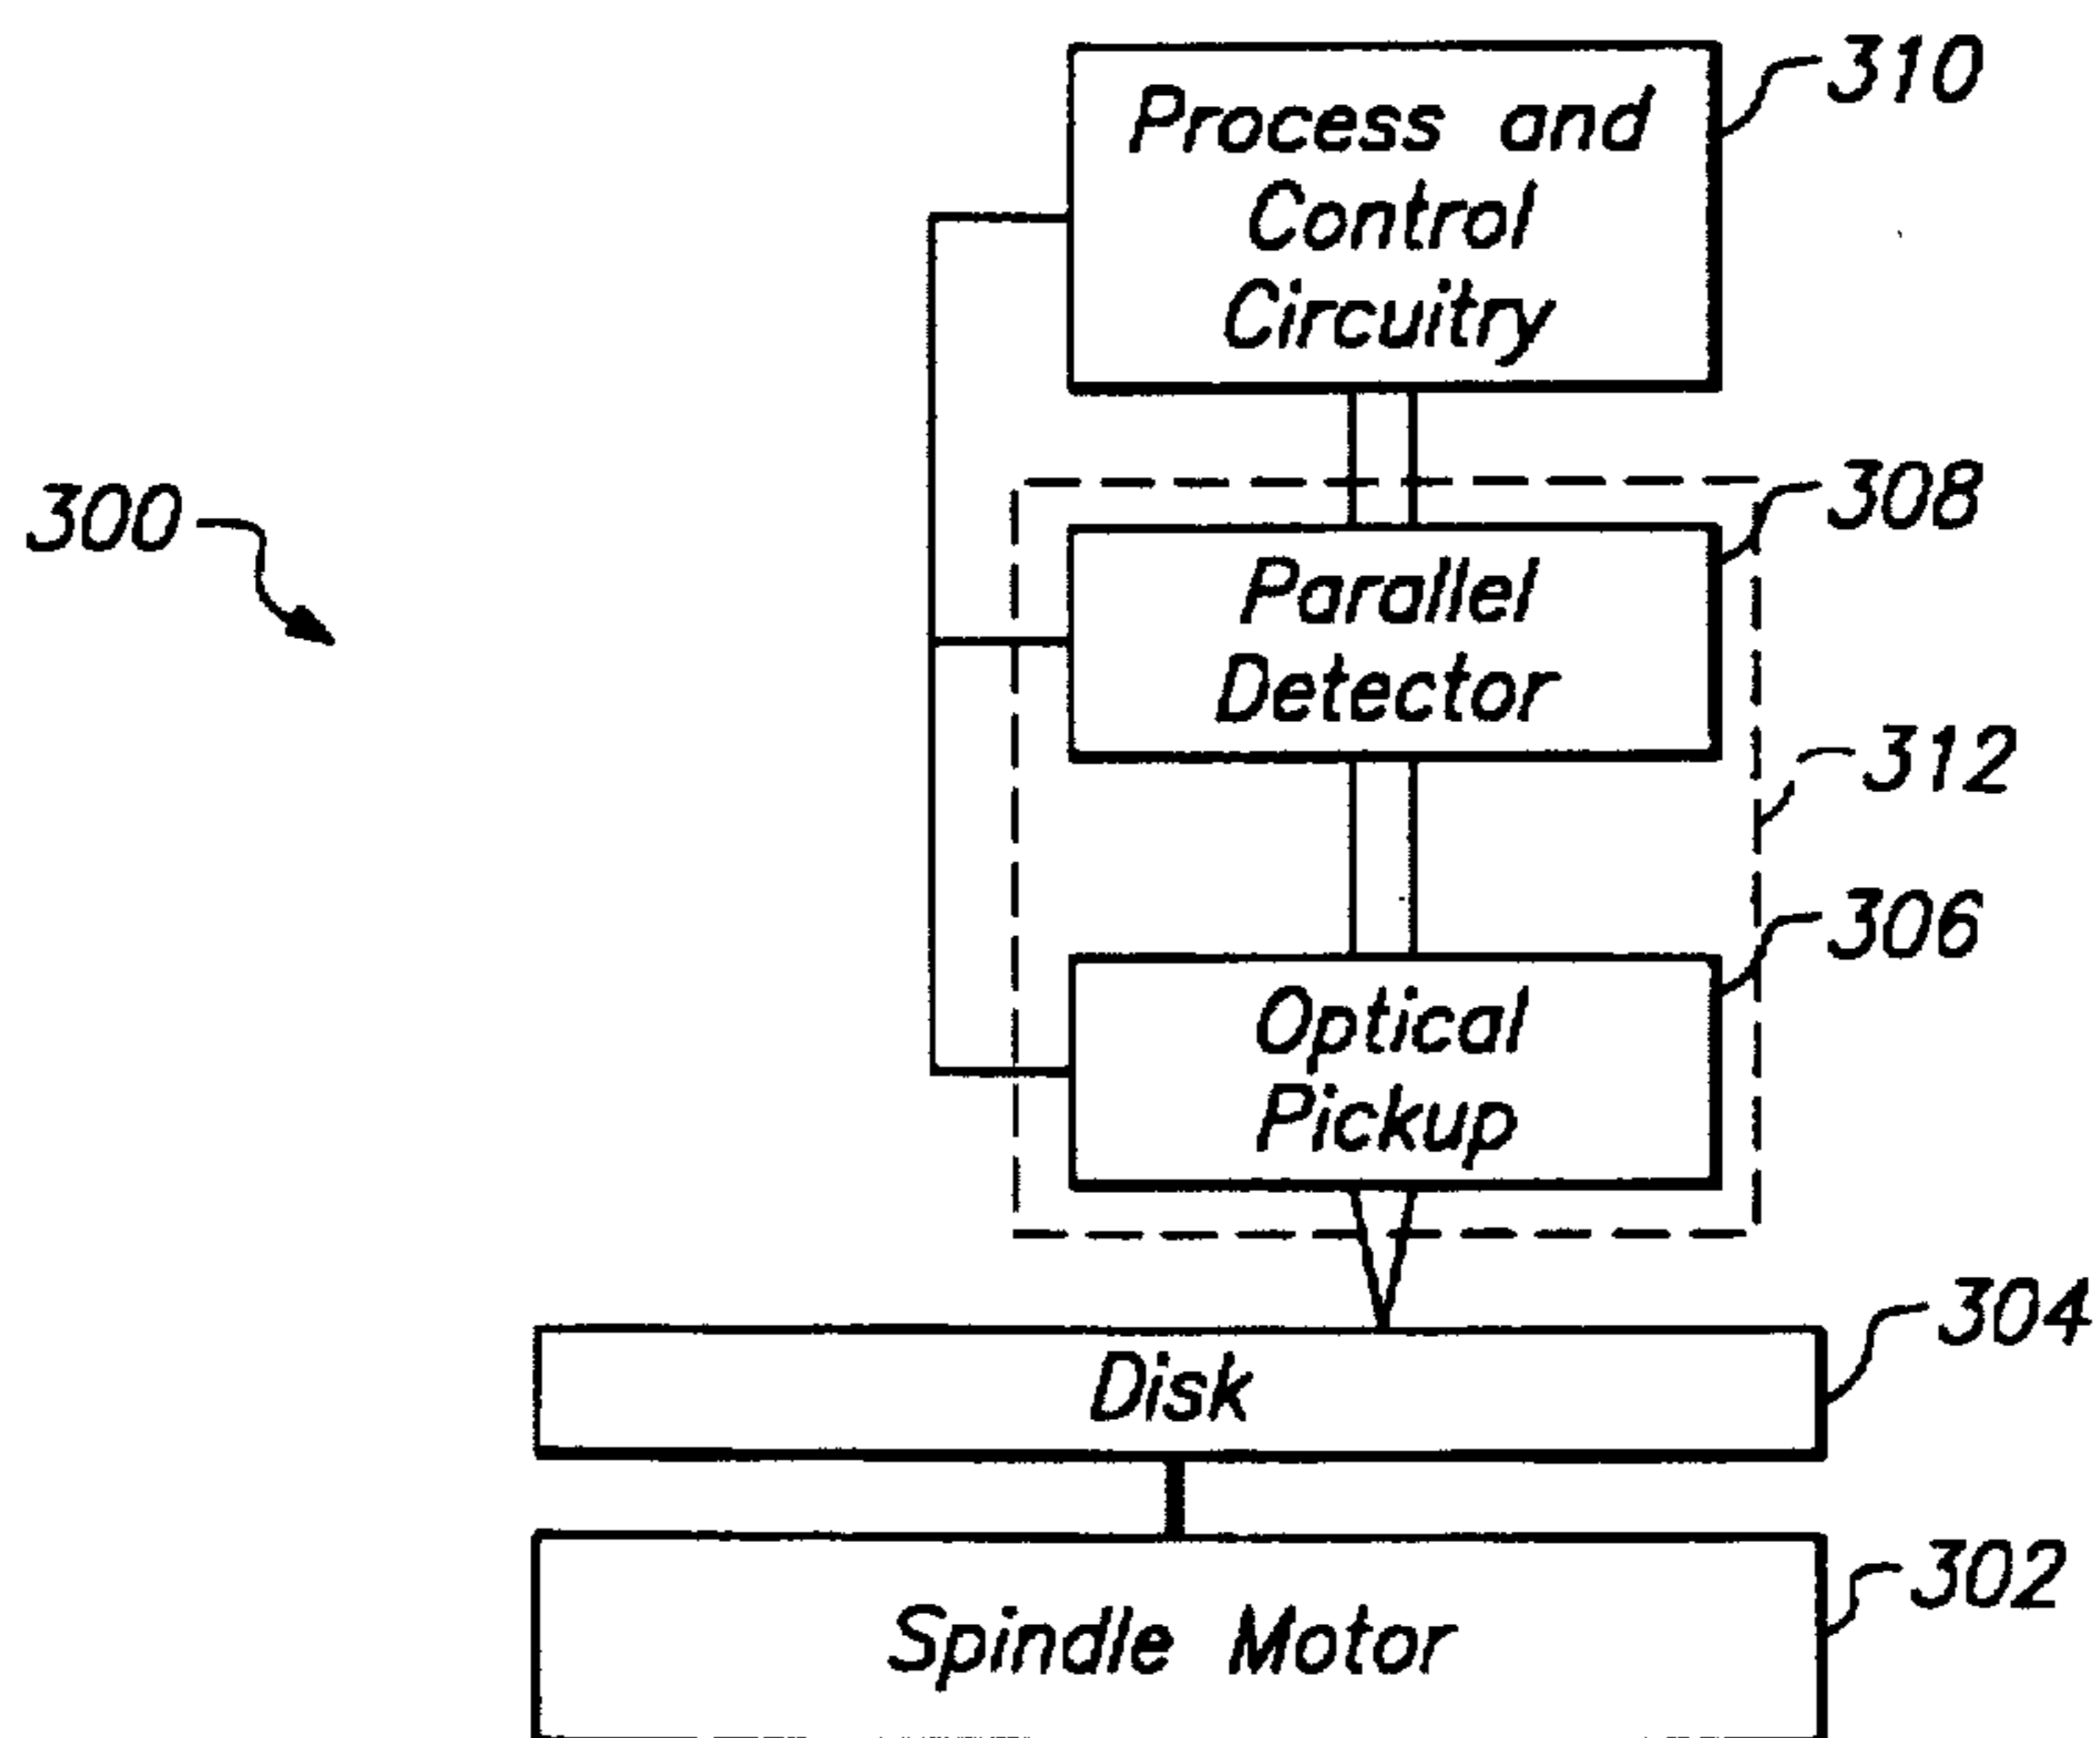 310
Process and
Control
Circuitry
300
308
Parallel
Detector
312
306
Optical
Pickup
304
Disk
302
Spindle Motor